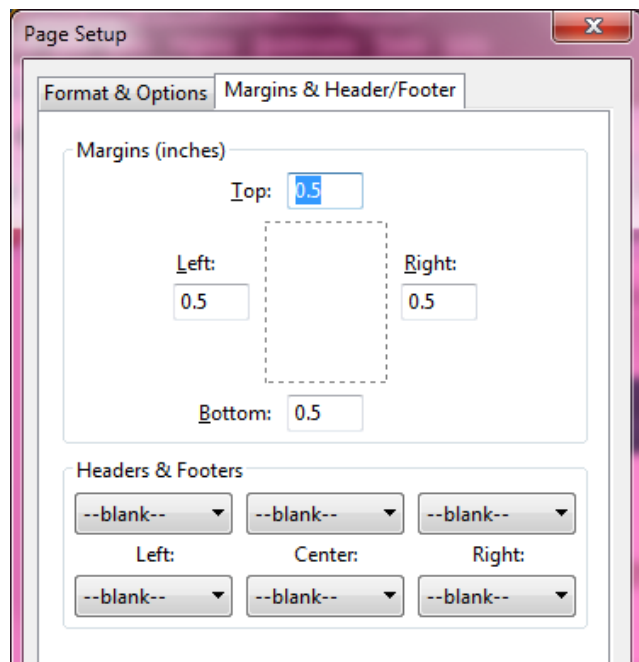 Page Setup
Format & Options Margins & Header/Footer
Margins (inches)
Top: 0.5
Left: Right:
0.5 0.5
Bottom: 0.5
Headers & Footers
--blank-- --blank-- --blank--
Left: Center: Right:
--blank-- --blank-- --blank--